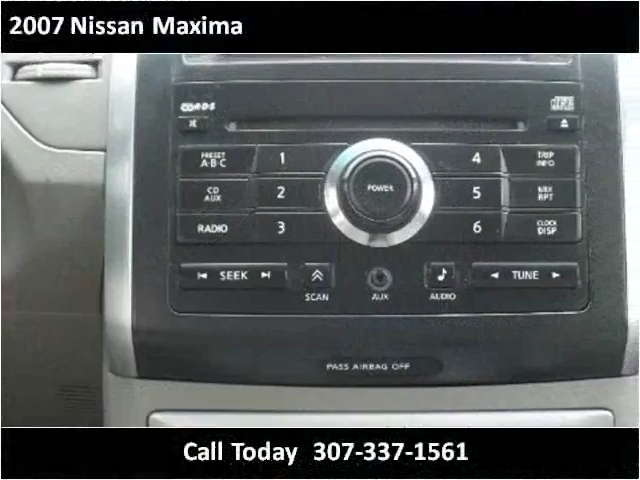 2007 Nissan Maxima
PRESET
A·B·C
1
4
TRIP
INFO
CD
AUX
2
POWER
5
MIX
RPT
RADIO
3
6
CLOCK
DISP
SEEK
SCAN
AUX
AUDIO
TUNE
PASS AIRBAG OFF
Call Today 307-337-1561